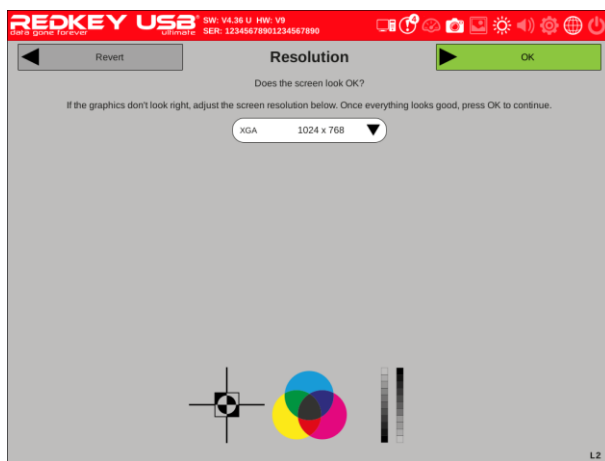 REDKEY USB
data gone forever
ultimate
SW: V4.36 U HW: V9
SER: 12345678901234567890
4
Revert
Resolution
OK
Does the screen look OK?
If the graphics don't look right, adjust the screen resolution below. Once everything looks good, press OK to continue.
XGA 1024 x 768
L2